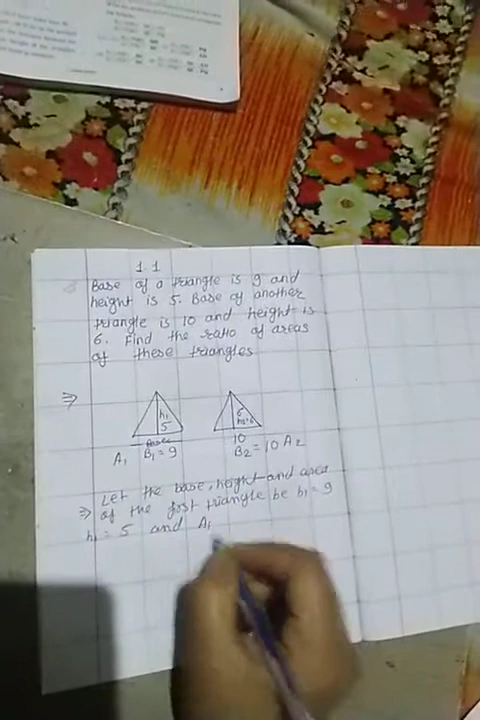 1.1
Base of a triangle is 9 and
height is 5. Base of another
triangle is 10 and height is
6. Find the ratio of areas
of these triangles
⇒
h₁
5
6
10
A₁ B₁ = 9
B₂ = 10 A₂
⇒ Let the base, height and area
of the first triangle be b₁ = 9
h₁ = 5 and A₁